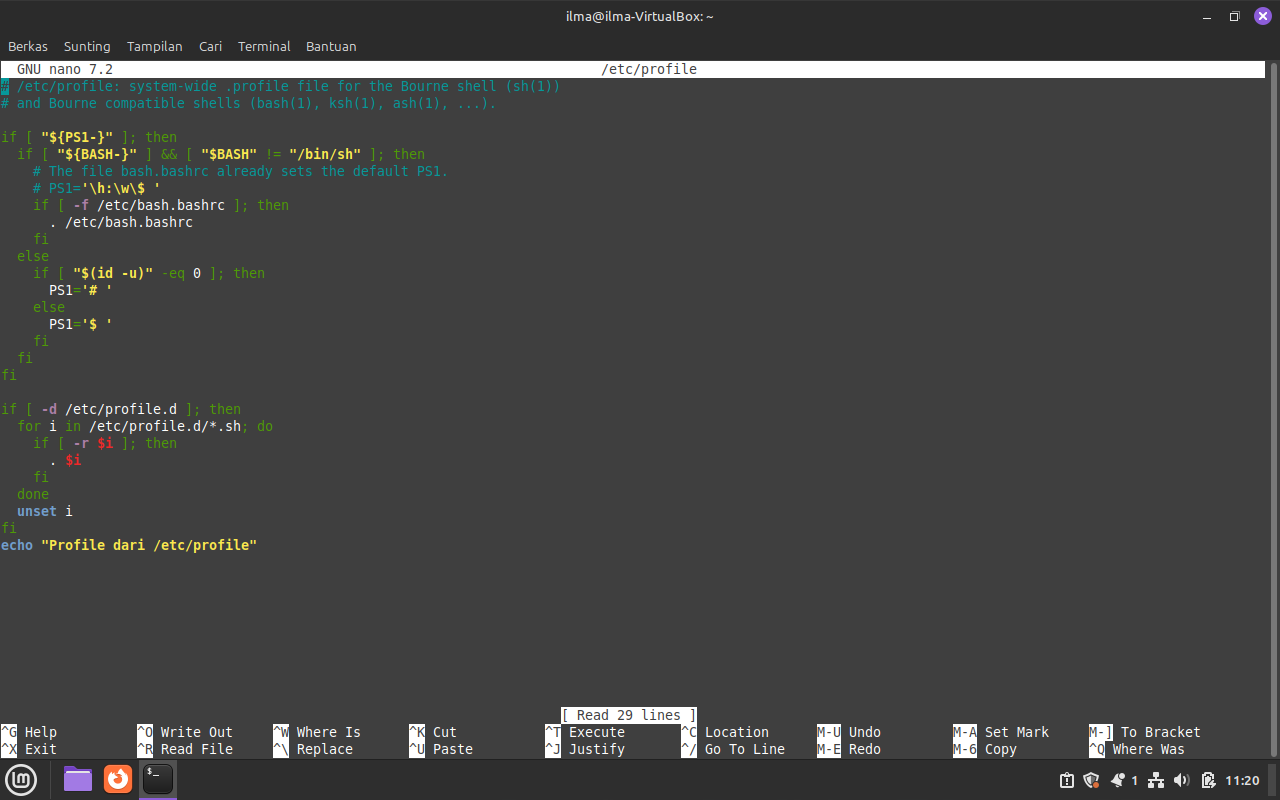 ilma@ilma-VirtualBox: ~
Berkas Sunting Tampilan Cari Terminal Bantuan
GNU nano 7.2 /etc/profile
# /etc/profile: system-wide .profile file for the Bourne shell (sh(1))
# and Bourne compatible shells (bash(1), ksh(1), ash(1), ...).
if [ "${PS1-}" ]; then
  if [ "${BASH-}" ] && [ "$BASH" != "/bin/sh" ]; then
    # The file bash.bashrc already sets the default PS1.
    # PS1='\h:\w\$ '
    if [ -f /etc/bash.bashrc ]; then
      . /etc/bash.bashrc
    fi
  else
    if [ "$(id -u)" -eq 0 ]; then
      PS1='# '
    else
      PS1='$ '
    fi
  fi
fi
if [ -d /etc/profile.d ]; then
  for i in /etc/profile.d/*.sh; do
    if [ -r $i ]; then
      . $i
    fi
  done
  unset i
fi
echo "Profile dari /etc/profile"
[ Read 29 lines ]
^G Help ^O Write Out ^W Where Is ^K Cut ^T Execute ^C Location M-U Undo M-A Set Mark M-] To Bracket
^X Exit ^R Read File ^\ Replace ^U Paste ^J Justify ^/ Go To Line M-E Redo M-6 Copy ^Q Where Was
lm $_ 1 11:20